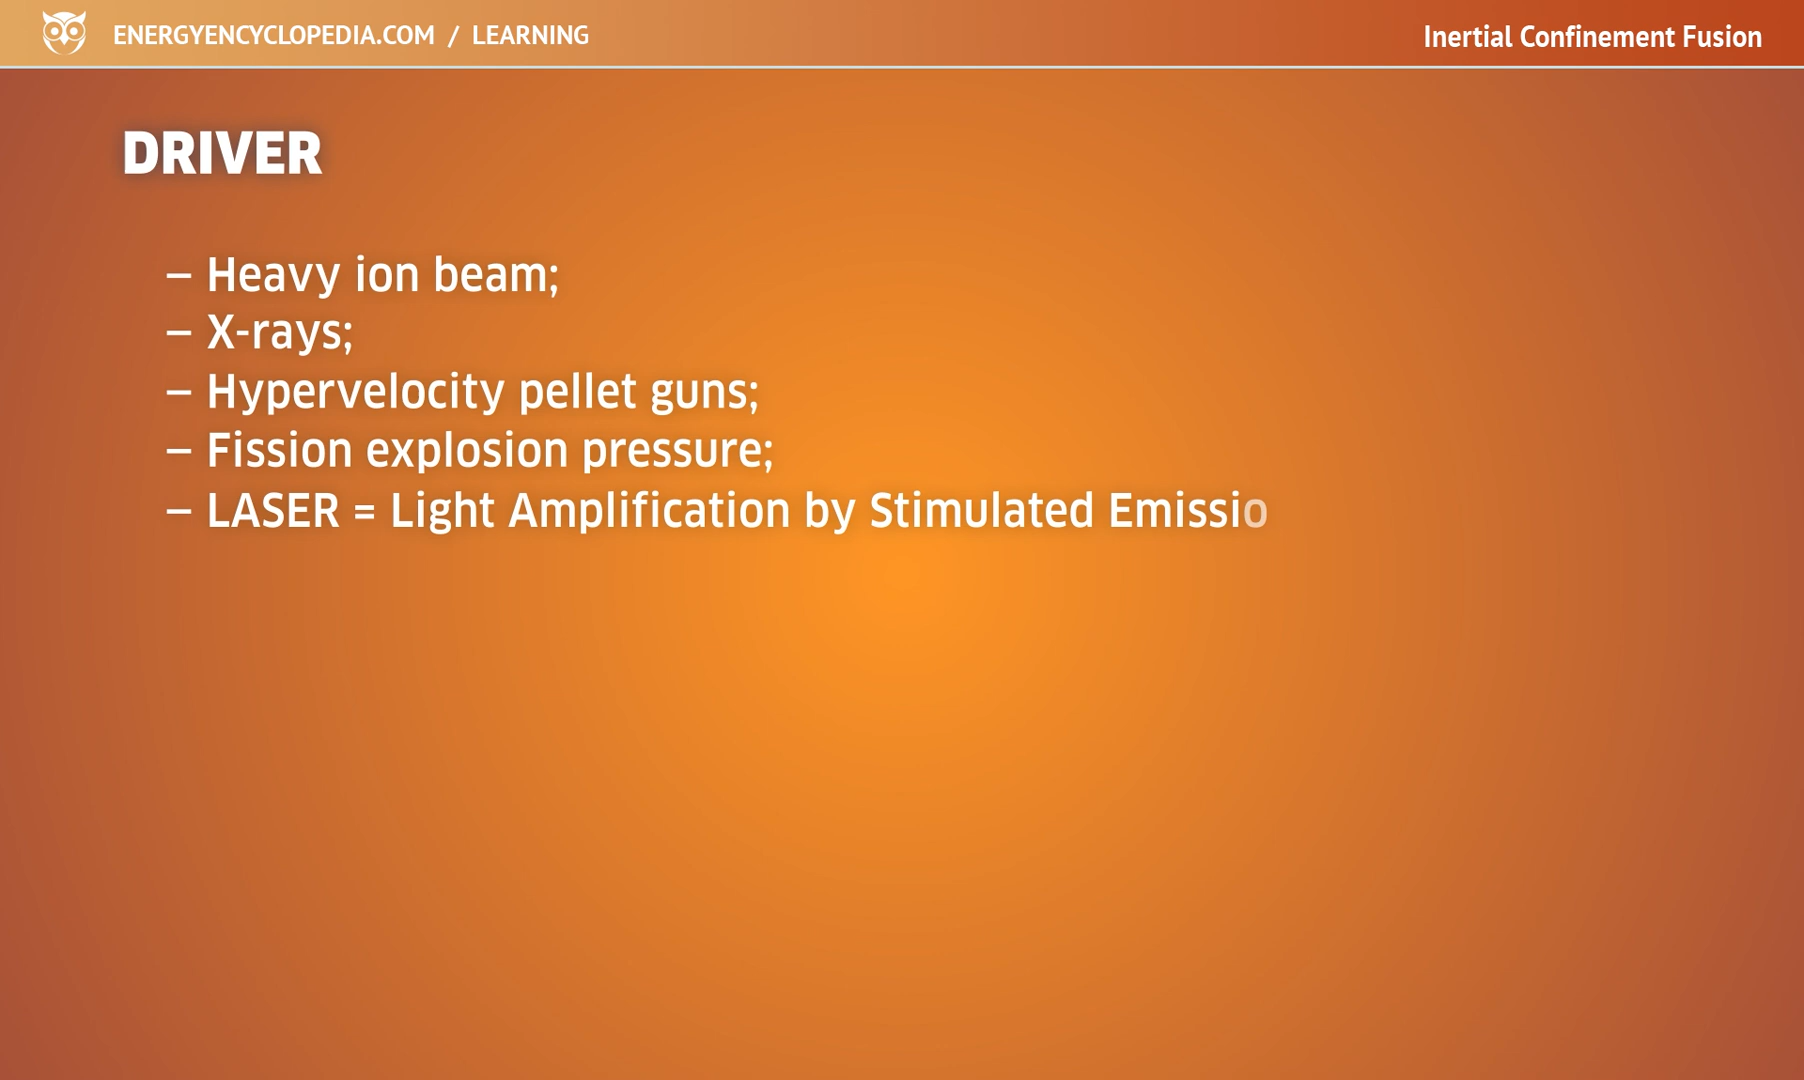 ENERGYENCYCLOPEDIA.COM / LEARNING
Inertial Confinement Fusion
DRIVER
– Heavy ion beam;
– X-rays;
– Hypervelocity pellet guns;
– Fission explosion pressure;
– LASER = Light Amplification by Stimulated Emissio